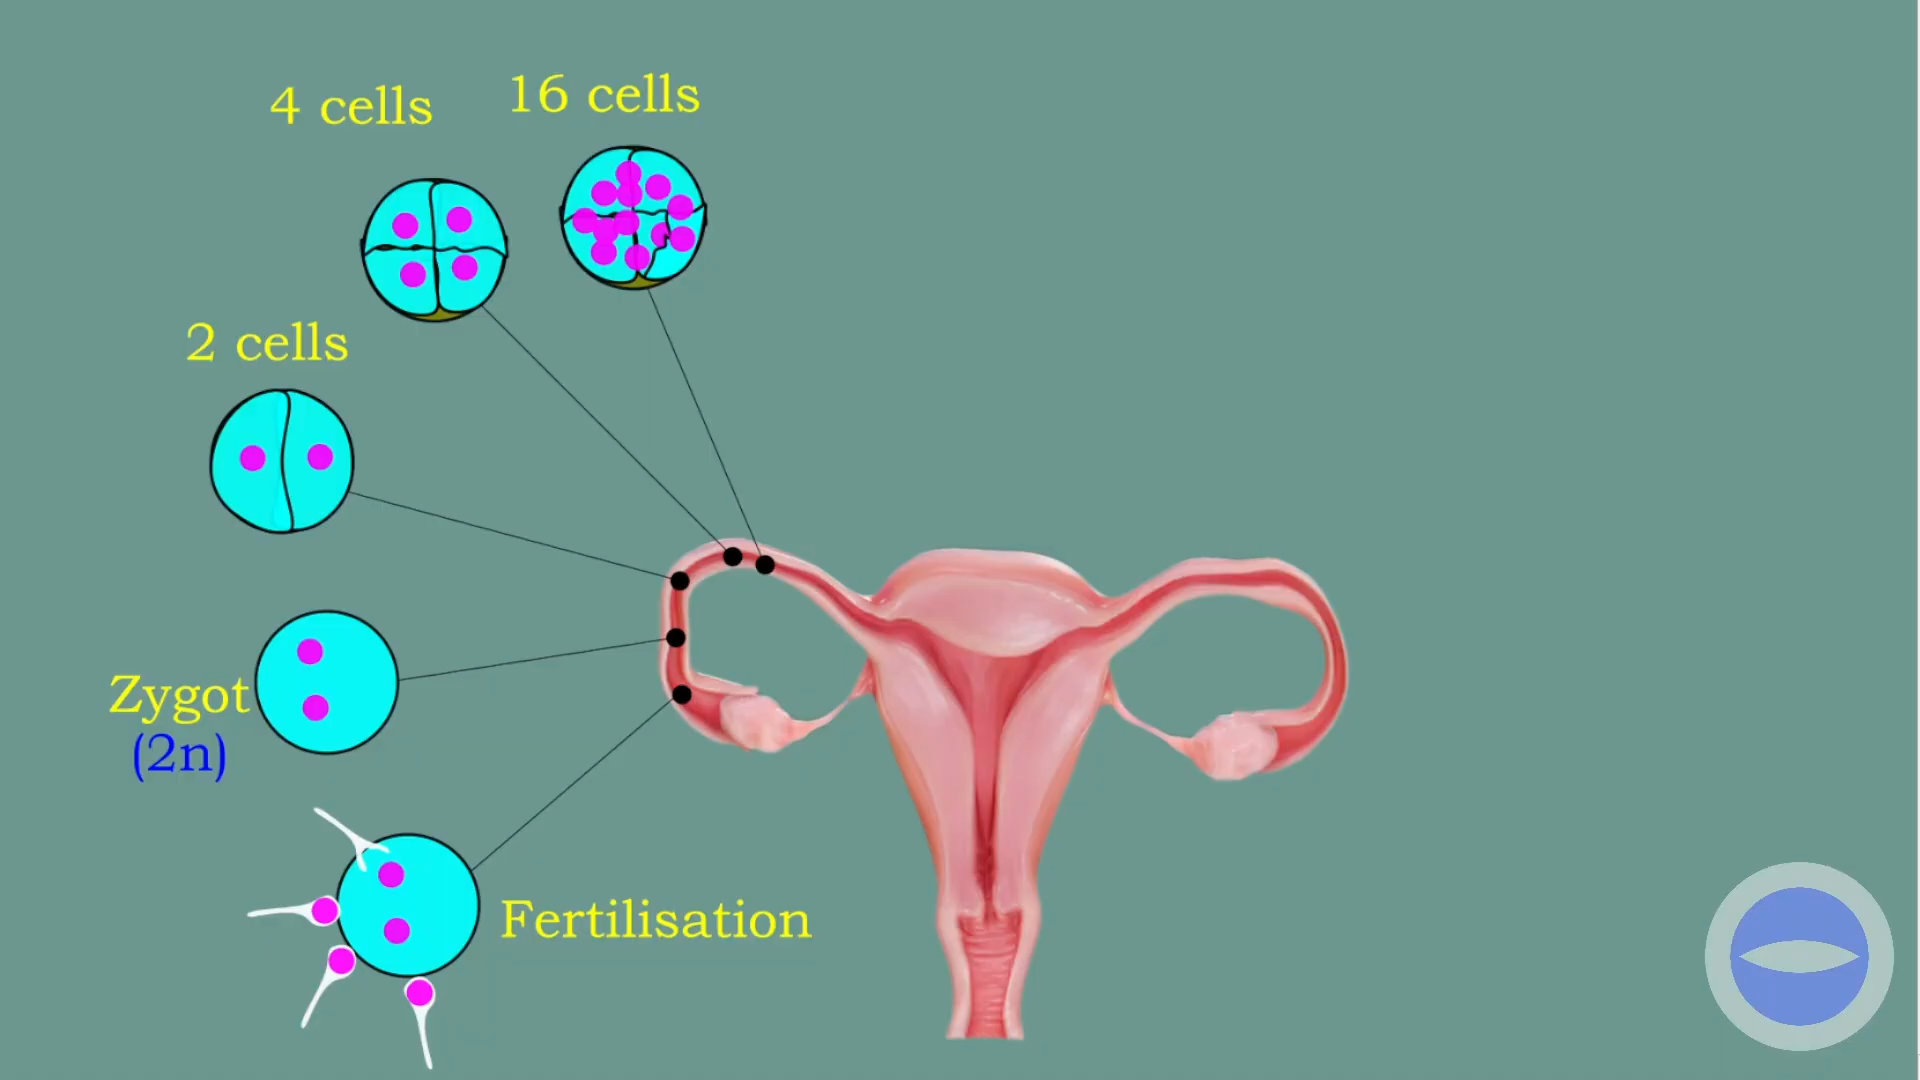 4 cells
16 cells
2 cells
Zygot
(2n)
Fertilisation